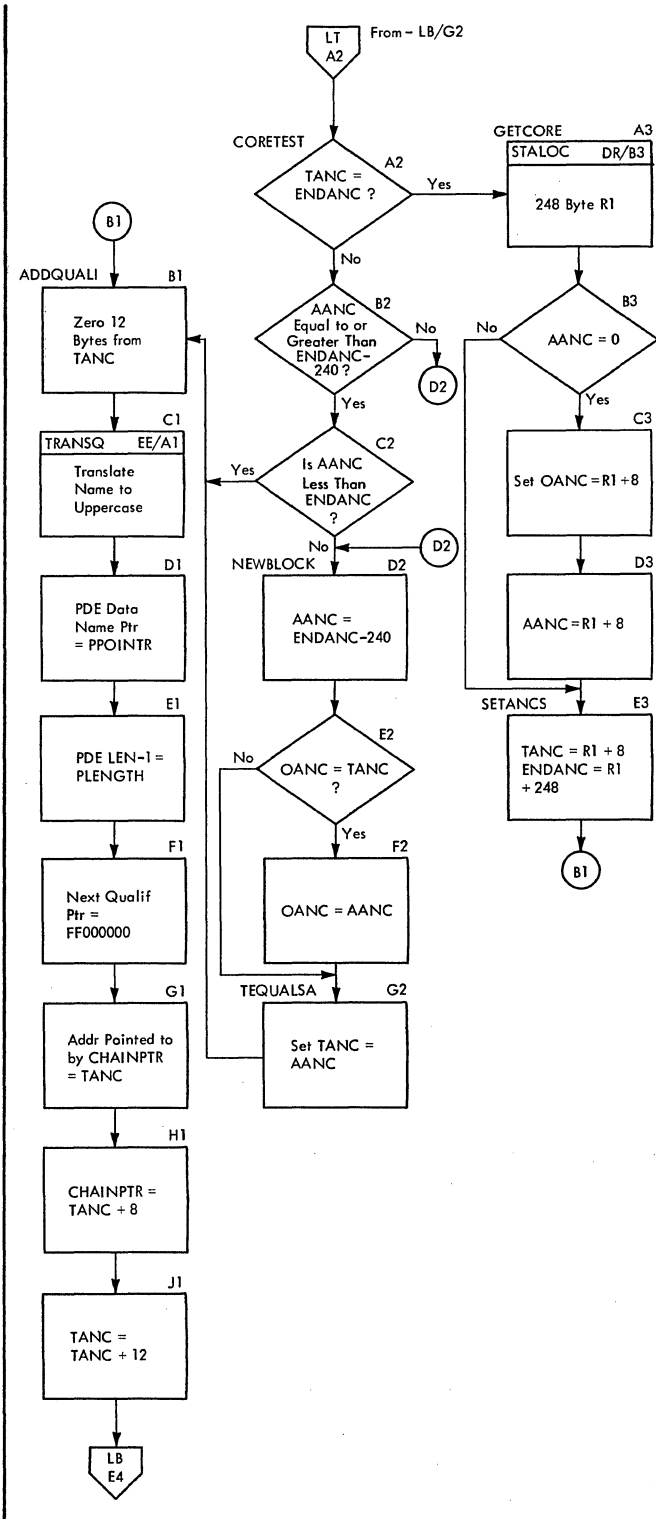 LT
A2
From - LB/G2
CORETEST
A2
TANC =
ENDANC ?
Yes
No
GETCORE
A3
STALOC
DR/B3
248 Byte R1
B1
ADDQUALI
B1
Zero 12
Bytes from
TANC
B2
AANC
Equal to or
Greater Than
ENDANC-
240 ?
No
D2
Yes
B3
AANC = 0
No
Yes
C1
TRANSQ
EE/A1
Translate
Name to
Uppercase
C2
Is AANC
Less Than
ENDANC
?
Yes
No
D2
C3
Set OANC = R1 +8
D1
PDE Data
Name Ptr
= PPOINTR
NEWBLOCK
D2
AANC =
ENDANC-240
D3
AANC = R1 + 8
E1
PDE LEN-1 =
PLENGTH
E2
OANC = TANC
?
No
Yes
SETANCS
E3
TANC = R1 + 8
ENDANC = R1
+ 248
B1
F1
Next Qualif
Ptr =
FF000000
F2
OANC = AANC
G1
Addr Pointed to
by CHAINPTR
= TANC
TEQUALSA
G2
Set TANC =
AANC
H1
CHAINPTR =
TANC + 8
J1
TANC =
TANC + 12
LB
E4